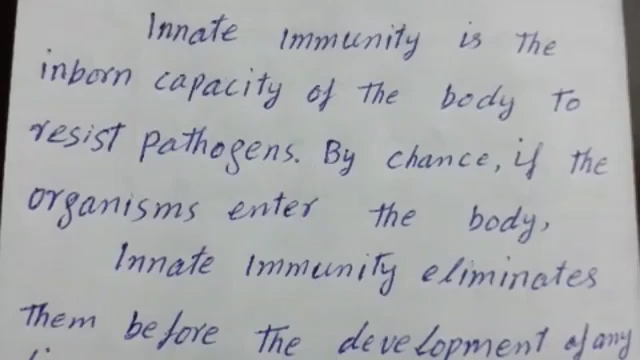 Innate Immunity is The
inborn capacity of The body To
resist pathogens. By chance, if the
organisms enter the body,
Innate Immunity eliminates
Them before The development of any